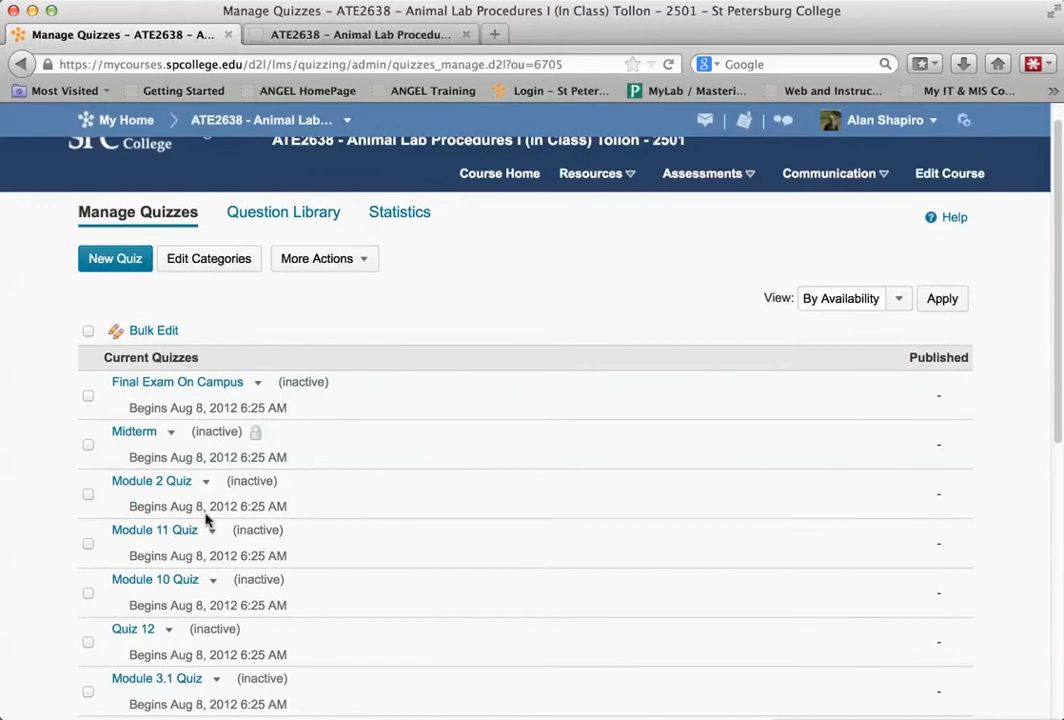 Manage Quizzes - ATE2638 - Animal Lab Procedures I (In Class) Tollon - 2501 - St Petersburg College
Manage Quizzes - ATE2638 - A... ATE2638 - Animal Lab Procedu...
https://mycourses.spcollege.edu/d2l/lms/quizzing/admin/quizzes_manage.d2l?ou=6705 Google
Most Visited Getting Started ANGEL HomePage ANGEL Training Login - St Peter... MyLab / Masteri... Web and Instruc... My IT & MIS Co...
My Home ATE2638 - Animal Lab... Alan Shapiro
SPC College ATE2638 - Animal Lab Procedures I (In Class) Tollon - 2501
Course Home Resources Assessments Communication Edit Course
Manage Quizzes Question Library Statistics Help
New Quiz Edit Categories More Actions
View: By Availability Apply
Bulk Edit
Current Quizzes Published
Final Exam On Campus (inactive)
Begins Aug 8, 2012 6:25 AM -
Midterm (inactive)
Begins Aug 8, 2012 6:25 AM -
Module 2 Quiz (inactive)
Begins Aug 8, 2012 6:25 AM -
Module 11 Quiz (inactive)
Begins Aug 8, 2012 6:25 AM -
Module 10 Quiz (inactive)
Begins Aug 8, 2012 6:25 AM -
Quiz 12 (inactive)
Begins Aug 8, 2012 6:25 AM -
Module 3.1 Quiz (inactive)
Begins Aug 8, 2012 6:25 AM -